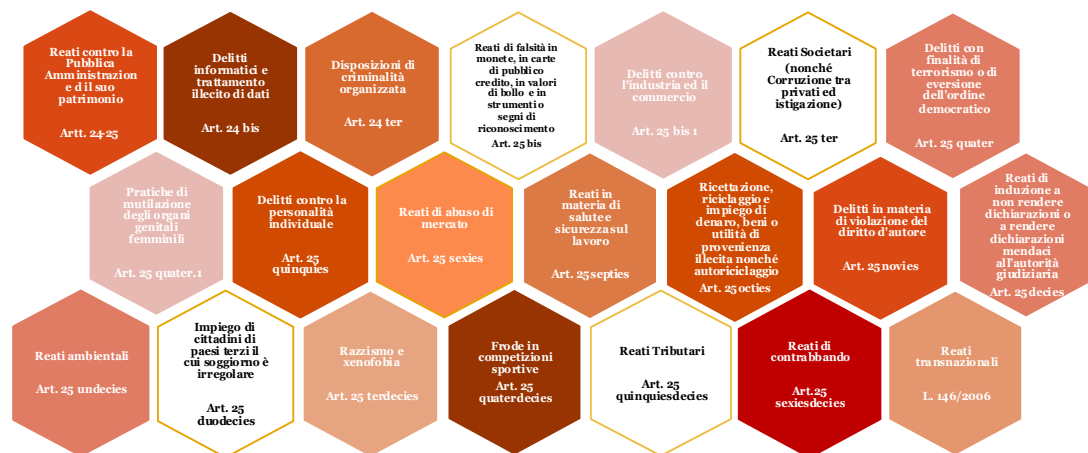 Reati contro la
Pubblica
Amministrazion
e e d il suo
patrimonio
Artt. 24-25
Delitti
informatici e
trattamento
illecito di dati
Art. 24 bis
Disposizioni di
criminalità
organizzata
Art. 24 ter
Reati di falsità in
monete, in carte
di pubblico
credito, in valori
di bollo e in
strumenti o
segni di
riconoscimento
Art. 25 bis
Delitti contro
l'industria ed il
commercio
Art. 25 bis 1
Reati Societari
(nonché
Corruzione tra
privati ed
istigazione)
Art. 25 ter
Delitti con
finalità di
terrorismo o di
eversione
dell'ordine
democratico
Art. 25 quater
Pratiche di
mutilazione
degli organi
genitali
femminili
Art. 25 quater.1
Delitti contro la
personalità
individuale
Art. 25
quinquies
Reati di abuso di
mercato
Art. 25 sexies
Reati in
materia di
salute e
sicurezza sul
lavoro
Art. 25 septies
Ricettazione,
riciclaggio e
impiego di
denaro, beni o
utilità di
provenienza
illecita nonché
autoriciclaggio
Art. 25 octies
Delitti in materia
di violazione del
diritto d'autore
Art. 25 novies
Reati di
induzione a
non rendere
dichiarazioni o
a rendere
dichiarazioni
mendaci
all'autorità
giudiziaria
Art. 25 decies
Reati ambientali
Art. 25 undecies
Impiego di
cittadini di
paesi terzi il
cui soggiorno è
irregolare
Art. 25
duodecies
Razzismo e
xenofobia
Art. 25 terdecies
Frode in
competizioni
sportive
Art. 25
quaterdecies
Reati Tributari
Art. 25
quinquiesdecies
Reati di
contrabbando
Art.25
sexiesdecies
Reati
transnazionali
L. 146/2006